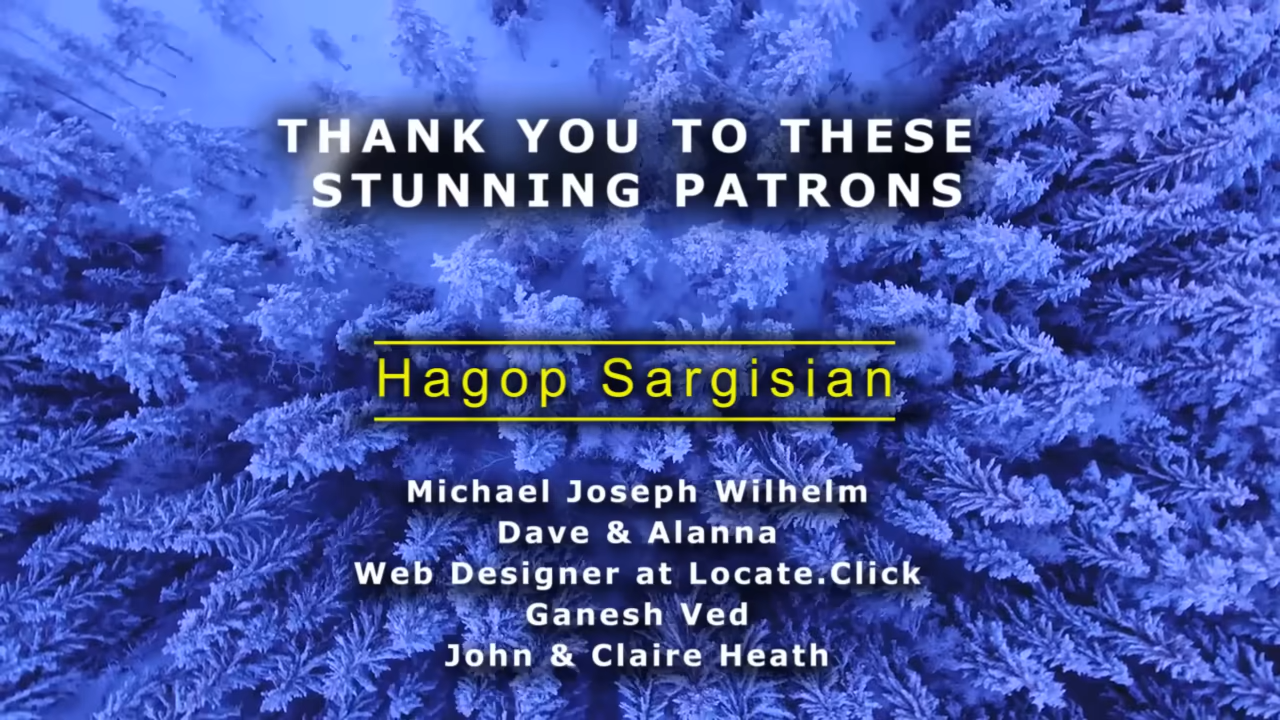 THANK YOU TO THESE
STUNNING PATRONS
Hagop Sargisian
Michael Joseph Wilhelm
Dave & Alanna
Web Designer at Locate.Click
Ganesh Ved
John & Claire Heath